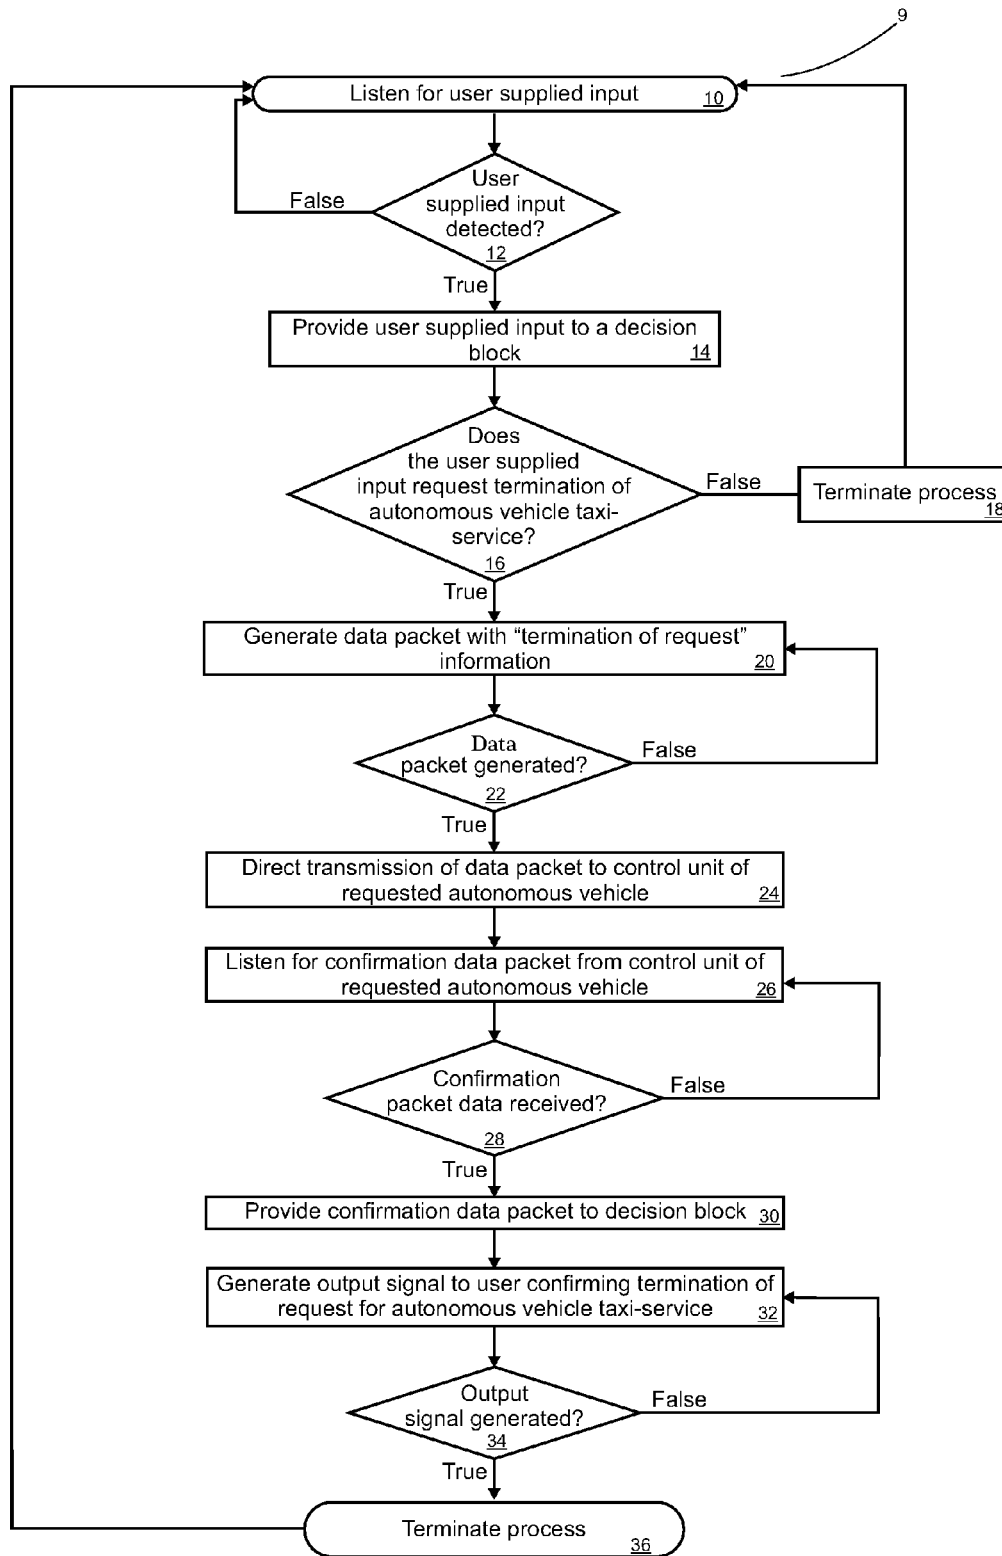 9
Listen for user supplied input
10
User
supplied input
detected?
12
False
True
Provide user supplied input to a decision
block
14
Does
the user supplied
input request termination of
autonomous vehicle taxi-
service?
16
False
Terminate process
18
True
Generate data packet with “termination of request”
information
20
Data
packet generated?
22
False
True
Direct transmission of data packet to control unit of
requested autonomous vehicle
24
Listen for confirmation data packet from control unit of
requested autonomous vehicle
26
Confirmation
packet data received?
28
False
True
Provide confirmation data packet to decision block
30
Generate output signal to user confirming termination of
request for autonomous vehicle taxi-service
32
Output
signal generated?
34
False
True
Terminate process
36